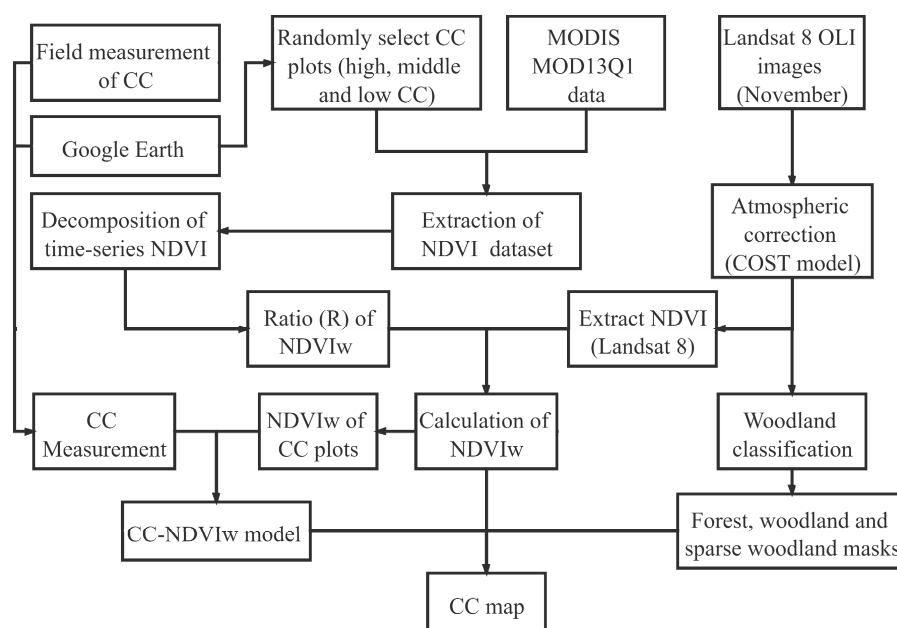 Field measurement
of CC
Randomly select CC
plots (high, middle
and low CC)
MODIS
MOD13Q1
data
Landsat 8 OLI
images
(November)
Google Earth
Decomposition of
time-series NDVI
Extraction of
NDVI dataset
Atmospheric
correction
(COST model)
Ratio (R) of
NDVIw
Extract NDVI
(Landsat 8)
CC
Measurement
NDVIw of
CC plots
Calculation of
NDVIw
Woodland
classification
CC-NDVIw model
Forest, woodland and
sparse woodland masks
CC map